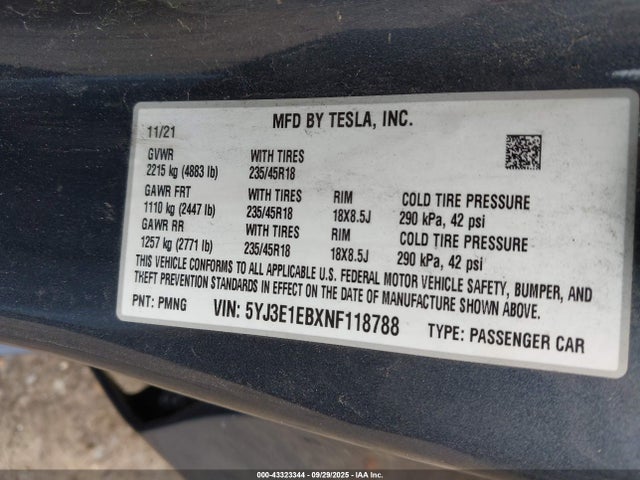 MFD BY TESLA, INC.
11/21
GVWR WITH TIRES
2215 kg (4883 lb) 235/45R18
GAWR FRT WITH TIRES RIM COLD TIRE PRESSURE
1110 kg (2447 lb) 235/45R18 18X8.5J 290 kPa, 42 psi
GAWR RR WITH TIRES RIM COLD TIRE PRESSURE
1257 kg (2771 lb) 235/45R18 18X8.5J 290 kPa, 42 psi
THIS VEHICLE CONFORMS TO ALL APPLICABLE U.S. FEDERAL MOTOR VEHICLE SAFETY, BUMPER, AND
THEFT PREVENTION STANDARDS IN EFFECT ON THE DATE OF MANUFACTURE SHOWN ABOVE.
PNT: PMNG VIN: 5YJ3E1EBXNF118788 TYPE: PASSENGER CAR
000-43323344 - 09/29/2025 - IAAI.COM